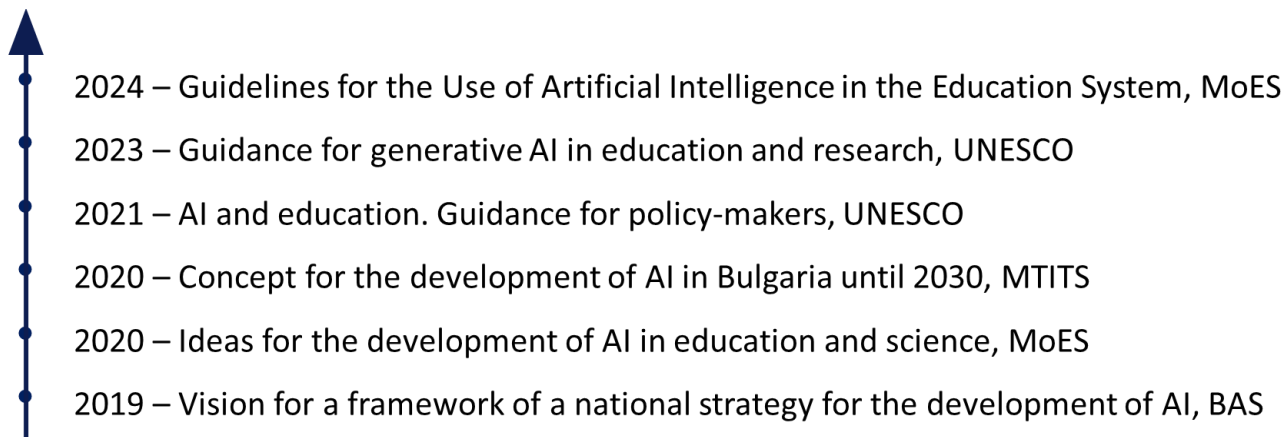 2024 – Guidelines for the Use of Artificial Intelligence in the Education System, MoES
2023 – Guidance for generative AI in education and research, UNESCO
2021 – AI and education. Guidance for policy-makers, UNESCO
2020 – Concept for the development of AI in Bulgaria until 2030, MTITS
2020 – Ideas for the development of AI in education and science, MoES
2019 – Vision for a framework of a national strategy for the development of AI, BAS